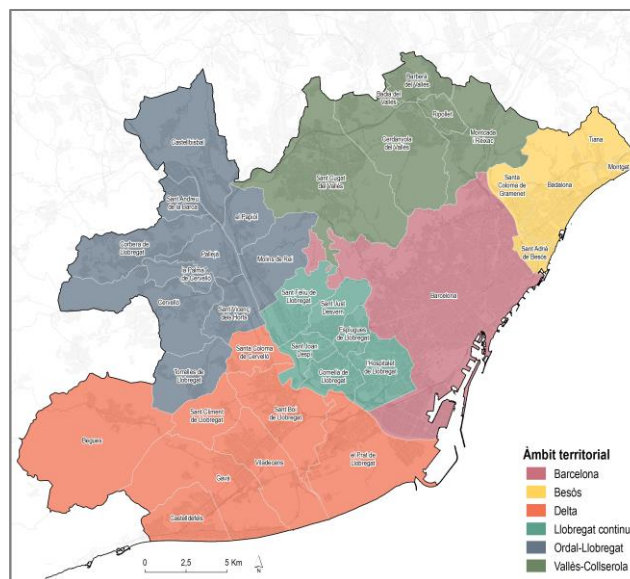 Barberà
del Vallès
Badia del
Vallès
Ripollet
Castellbisbal
Cerdanyola
del Vallès
Montcada
i Reixac
Tiana
Montgat
Sant Cugat
del Vallès
Santa
Coloma de
Gramenet
Badalona
Sant Andreu
de la Barca
el Papiol
Corbera de
Llobregat
Pallejà
Molins de Rei
Sant Adrià
de Besòs
la Palma
de Cervelló
Cervelló
Sant Vicenç
dels Horts
Sant Feliu de
Llobregat
Sant Just
Desvern
Barcelona
Esplugues
de Llobregat
Santa Coloma
de Cervelló
Sant Joan
Despí
Torrelles de
Llobregat
Cornellà de
Llobregat
l'Hospitalet
de Llobregat
Sant Climent
de Llobregat
Sant Boi
de Llobregat
Begues
Viladecans
el Prat de
Llobregat
Gavà
Castelldefels
0 2,5 5 Km
N
Àmbit territorial
Barcelona
Besòs
Delta
Llobregat continu
Ordal-Llobregat
Vallès-Collserola